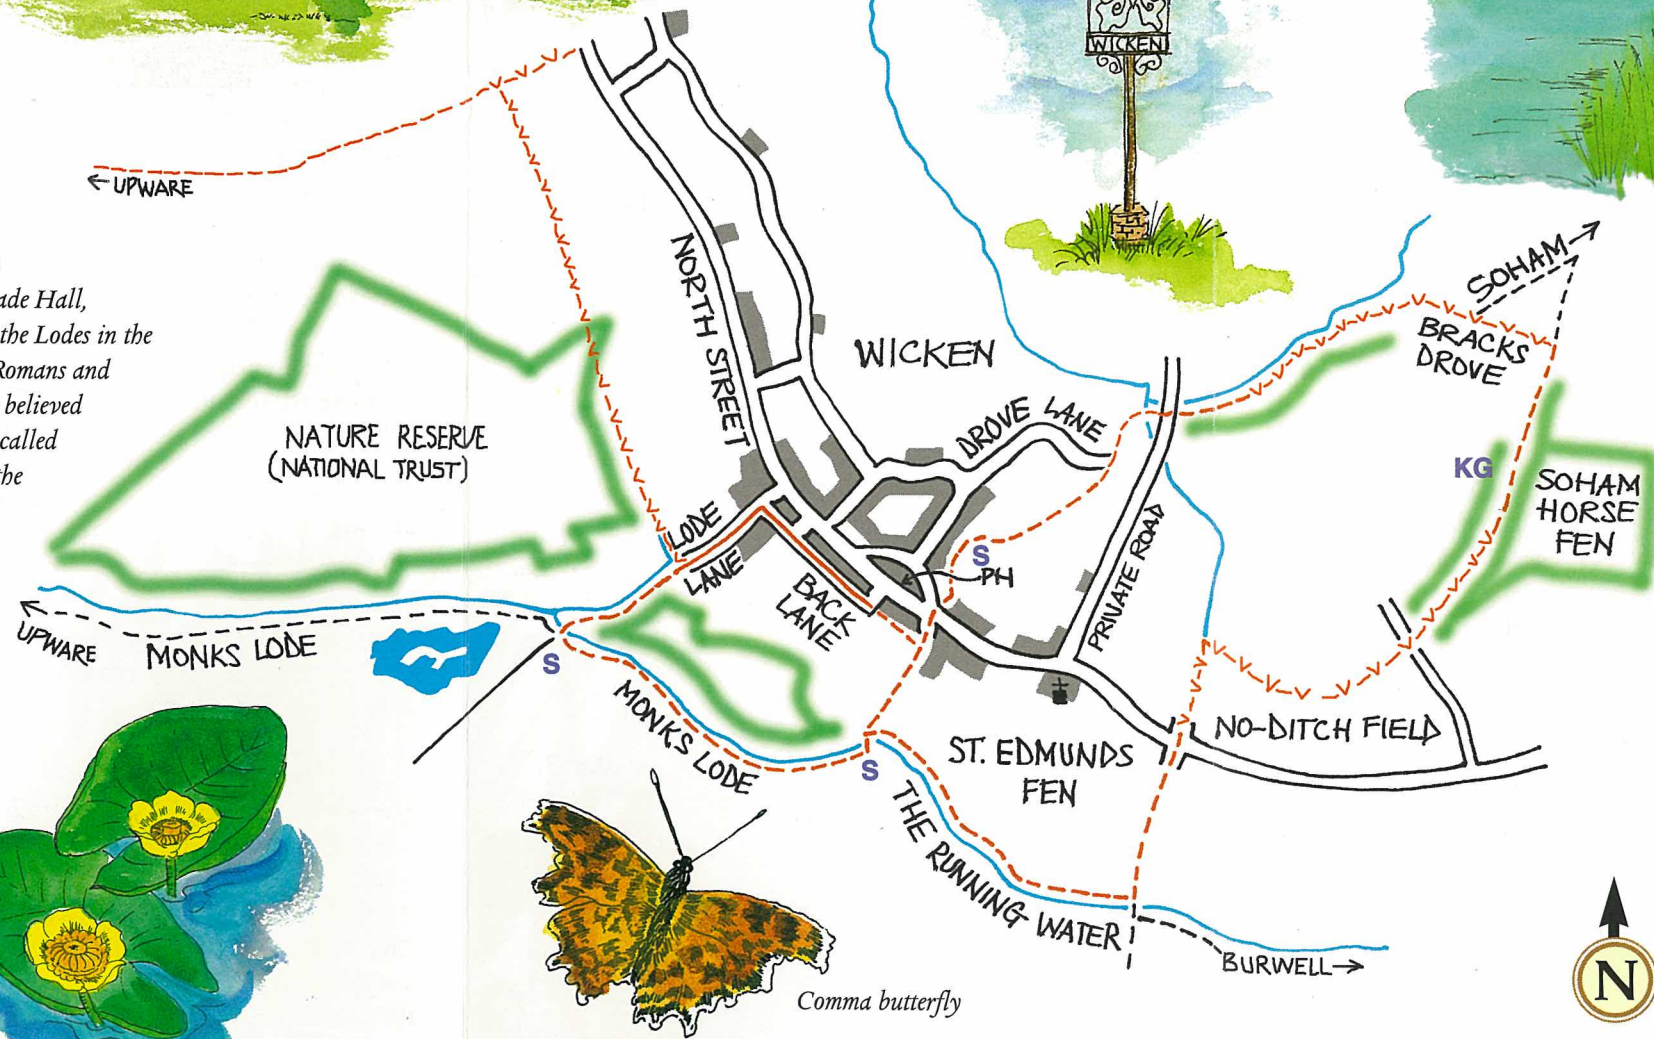 WICKEN
← UPWARE
SOHAM
ade Hall,
the Lodes in the
Romans and
believed
called
the
NORTH STREET
WICKEN
BRACKS
DROVE
NATURE RESERVE
(NATIONAL TRUST)
DROVE LANE
KG
SOHAM
HORSE
FEN
LODE
LANE
PRIVATE ROAD
S
PH
BACK
LANE
UPWARE
MONKS LODE
S
MONKS LODE
NO-DITCH FIELD
ST. EDMUNDS
FEN
S
THE RUNNING WATER
BURWELL →
Comma butterfly
N